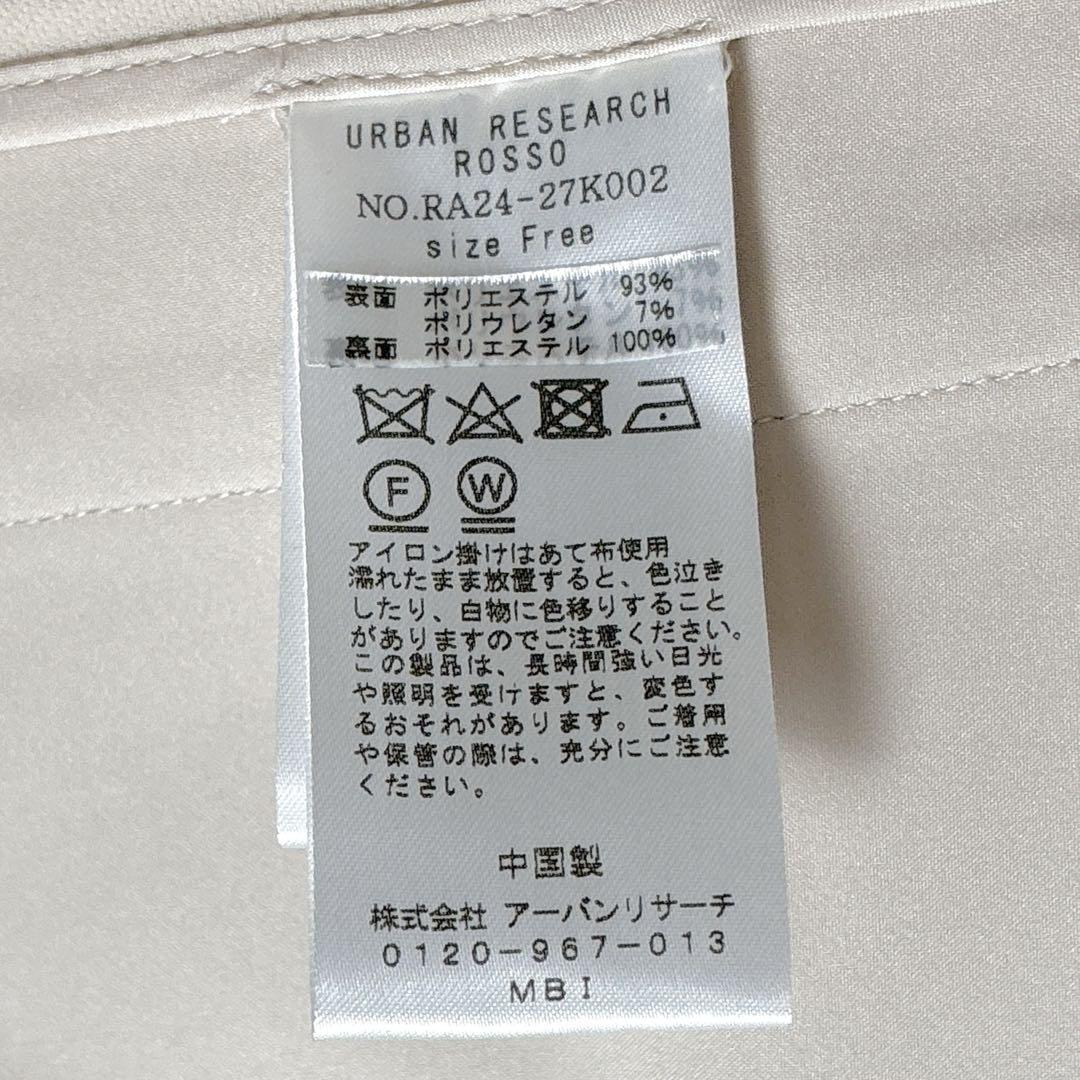 URBAN RESEARCH
ROSSO
NO.RA24-27K002
size Free
表面 ポリエステル 93%
ポリウレタン 7%
裏面 ポリエステル 100%
F W
アイロン掛けはあて布使用
濡れたまま放置すると、色泣き
したり、白物に色移りすること
がありますのでご注意ください。
この製品は、長時間強い日光
や照明を受けますと、変色す
るおそれがあります。ご着用
や保管の際は、充分にご注意
ください。
中国製
株式会社 アーバンリサーチ
0120-967-013
MBI